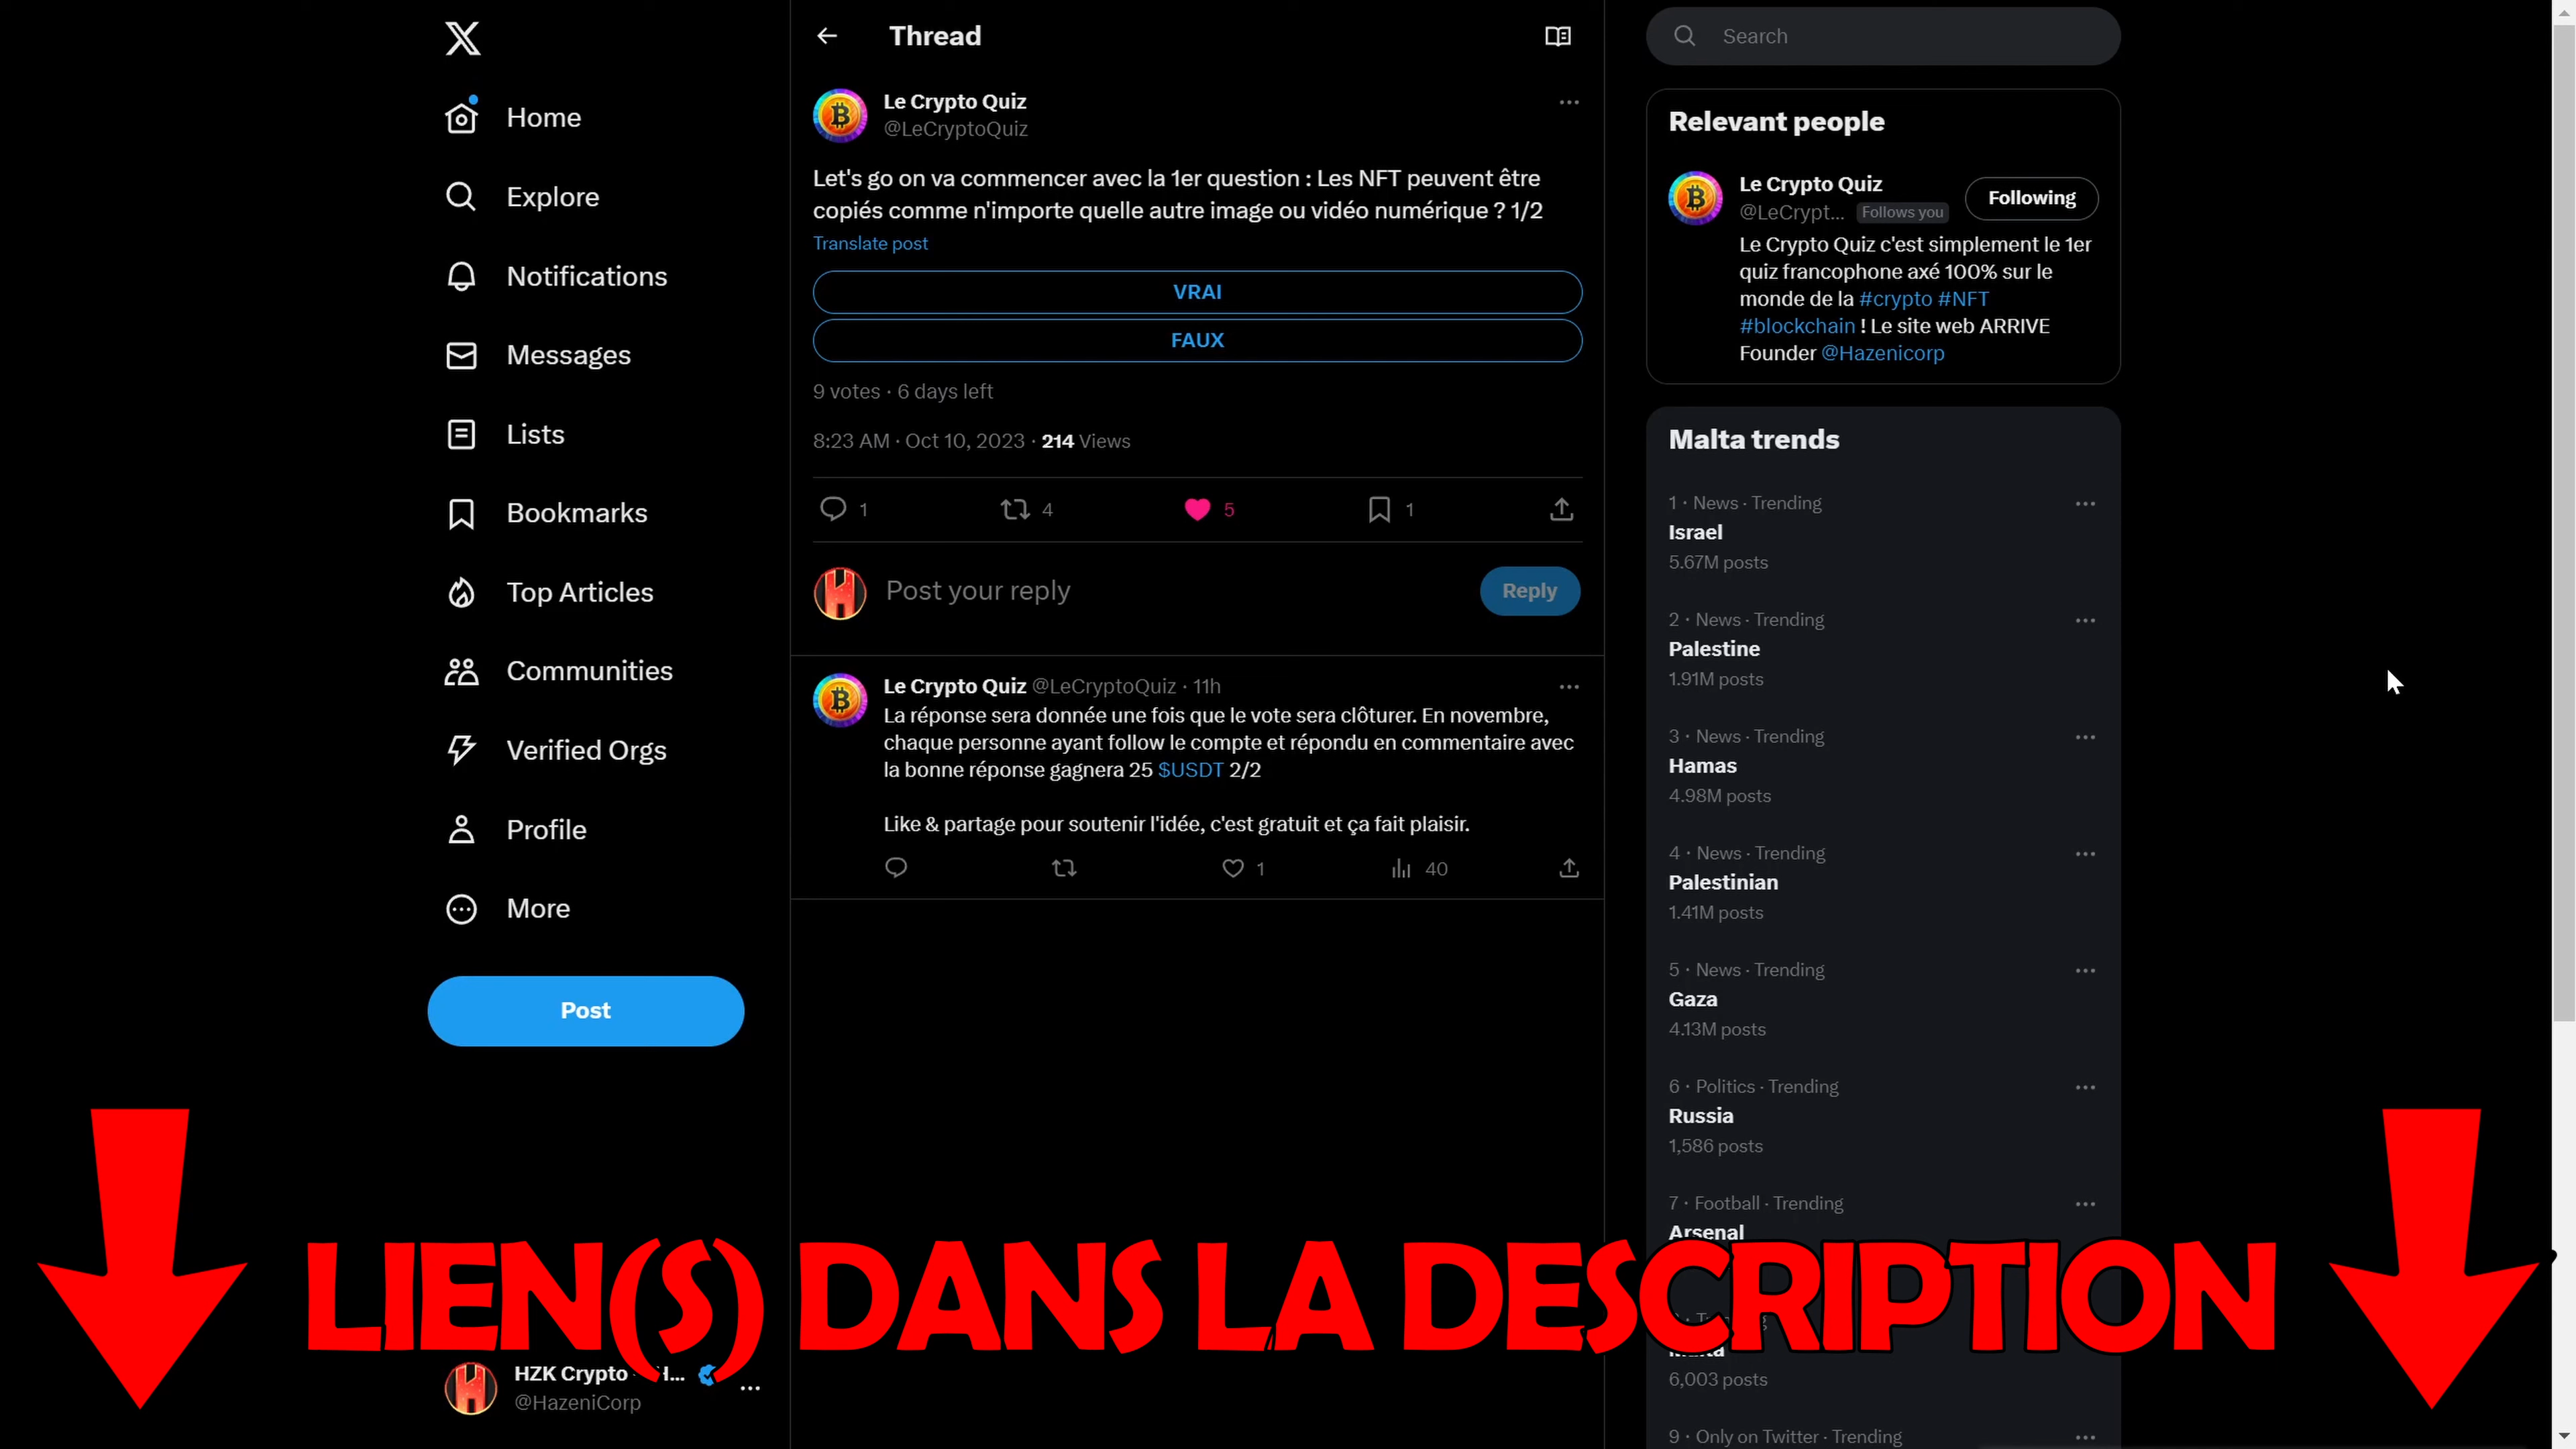 Home
Explore
Notifications
Messages
Lists
Bookmarks
Top Articles
Communities
Verified Orgs
Profile
More
Post
HZK Crypto
@HazeniCorp
Thread
Le Crypto Quiz
@LeCryptoQuiz
Let's go on va commencer avec la 1er question : Les NFT peuvent être
copiés comme n'importe quelle autre image ou vidéo numérique ? 1/2
Translate post
VRAI
FAUX
9 votes · 6 days left
8:23 AM · Oct 10, 2023 · 214 Views
1 4 5 1
Post your reply
Reply
Le Crypto Quiz @LeCryptoQuiz · 11h
La réponse sera donnée une fois que le vote sera clôturer. En novembre,
chaque personne ayant follow le compte et répondu en commentaire avec
la bonne réponse gagnera 25 $USDT 2/2
Like & partage pour soutenir l'idée, c'est gratuit et ça fait plaisir.
1 40
Search
Relevant people
Le Crypto Quiz
@LeCrypt... Follows you
Following
Le Crypto Quiz c'est simplement le 1er
quiz francophone axé 100% sur le
monde de la #crypto #NFT
#blockchain ! Le site web ARRIVE
Founder @Hazenicorp
Malta trends
1 · News · Trending
Israel
5.67M posts
2 · News · Trending
Palestine
1.91M posts
3 · News · Trending
Hamas
4.98M posts
4 · News · Trending
Palestinian
1.41M posts
5 · News · Trending
Gaza
4.13M posts
6 · Politics · Trending
Russia
1,586 posts
7 · Football · Trending
Arsenal
6,003 posts
9 · Only on Twitter · Trending
LIEN(S) DANS LA DESCRIPTION